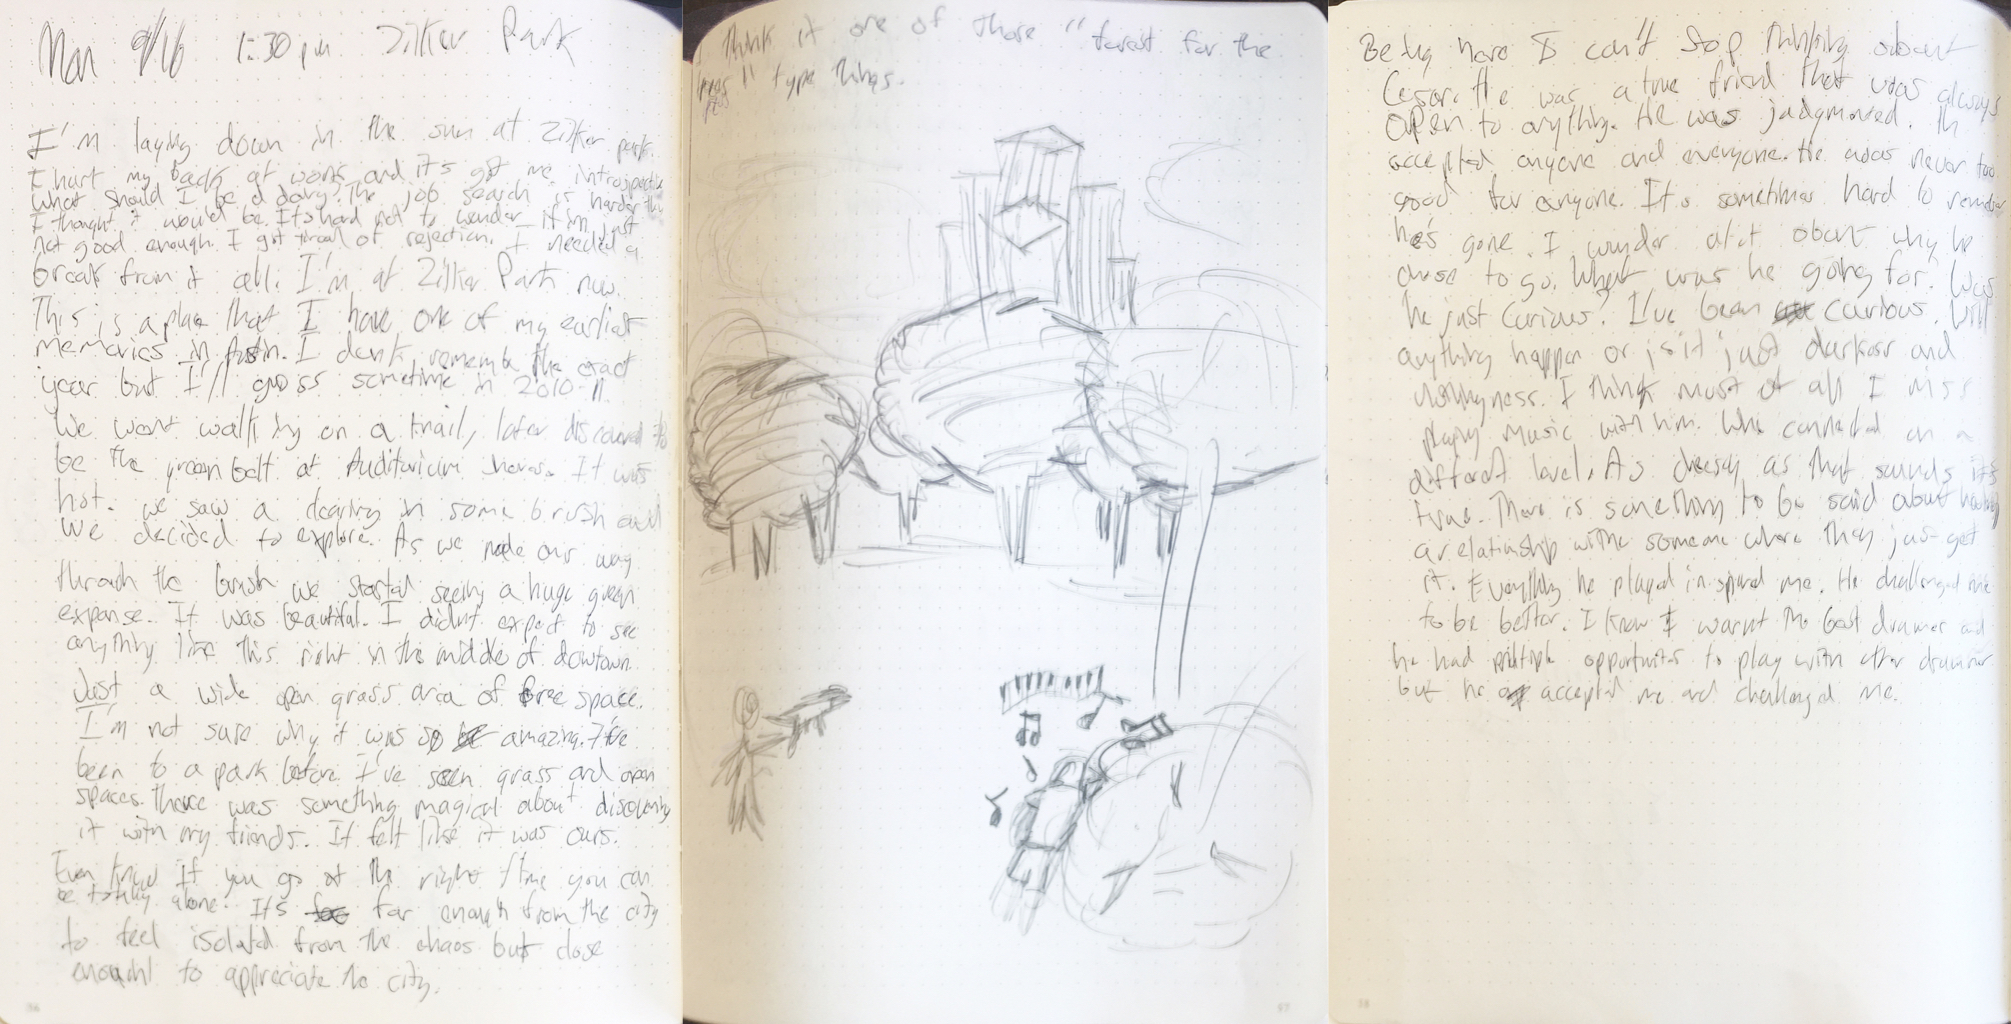 Mon 9/16 1:30 pm Zilker Park
I'm laying down in the sun at Zilker park.
I hurt my back at work and it's got me introspective
What should I be doing? The job search is harder than
I thought it would be. It's hard not to wonder if im just
not good enough. I got tired of rejection. I needed a
break from it all. I'm at Zilker Park now.
This is a place that I have one of my earliest
memories in Austin. I dont remember the exact
year but I'll guess sometime in 2010-11.
We went walking on a trail, later discovered to
be the greenbelt at Auditorium shores. It was
hot. we saw a clearing in some brush and
we decided to explore. As we made our way
through the brush we started seeing a huge green
expanse. It was beautiful. I didnt expect to see
anything like this right in the middle of dowtown.
Just a wide open grass area of free space.
I'm not sure why it was so amazing. I've
been to a park before. I've seen grass and open
spaces. there was something magical about discovering
it with my friends. It felt like it was ours.
Even know if you go at the right time you can
be totally alone. It's far enough from the city
to feel isolated from the chaos but close
enough to appreciate the city.
36
I think it one of those "forest for the
trees" type things.
37
Being here I can't stop thinking about
Cesar. He was a true friend that was always
open to anything. He was. He
accepted anyone and everyone. He was never too
good for anyone. It's sometimes hard to remember
he's gone. I wonder about why he
chose to go. What was he going for. Was
he just curious? I've been curious. Will
anything happen or is it just darkness and
nothingness. I think most of all I miss
playing music with him. We connected on a
different level. As cheesy as that sounds it's
true. There is something to be said about having
a relationship with someone where they just get
it. Everything he played inspired me. He challenged me
to be better. I know I warnt the best drummer and
he had multiple opportunities to play with other drummer
but he accepted me and challenged me.
38